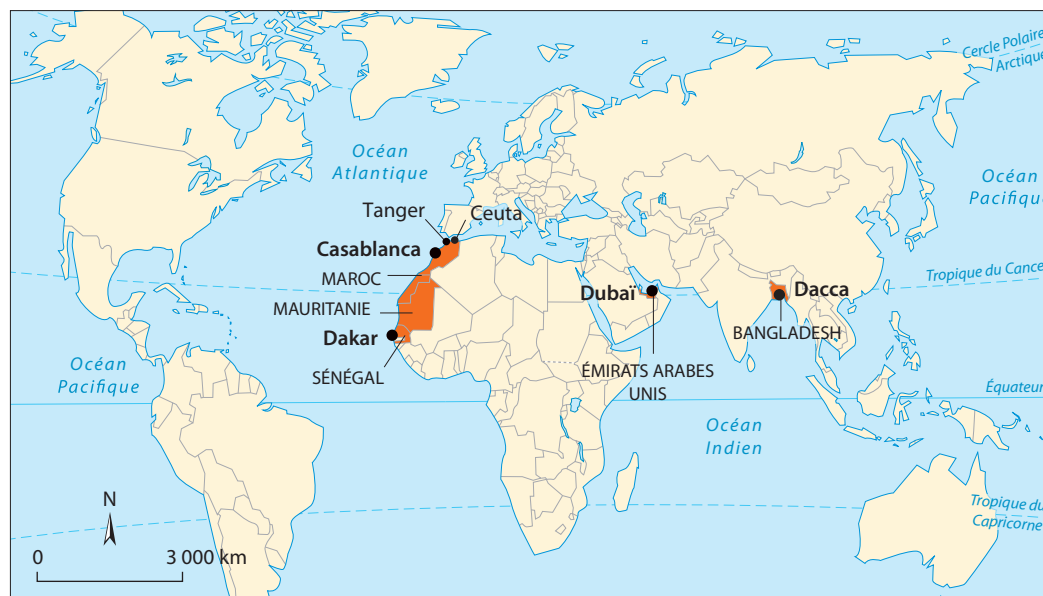 Cercle Polaire
Arctique
Océan
Atlantique
Océan
Pacifique
Tanger
Ceuta
Casablanca
MAROC
Tropique du Cance
Dubaï
Dacca
MAURITANIE
BANGLADESH
Dakar
SÉNÉGAL
ÉMIRATS ARABES
UNIS
Océan
Pacifique
Équateur
Océan
Indien
N
Tropique du
Capricorne
0
3 000 km